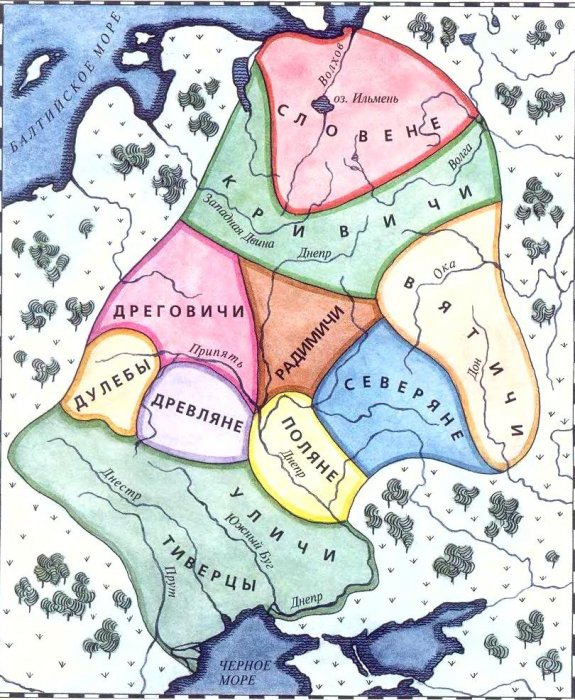 БАЛТИЙСКОЕ МОРЕ
Волхов
оз. Ильмень
СЛОВЕНЕ
Волга
КРИВИЧИ
Западная Двина
Днепр
Ока
ВЯТИЧИ
ДРЕГОВИЧИ
РАДИМИЧИ
Дон
Припять
СЕВЕРЯНЕ
ДУЛЕБЫ
ДРЕВЛЯНЕ
ПОЛЯНЕ
Днепр
Днестр
УЛИЧИ
Южный Буг
ТИВЕРЦЫ
Прут
Днепр
ЧЕРНОЕ
МОРЕ